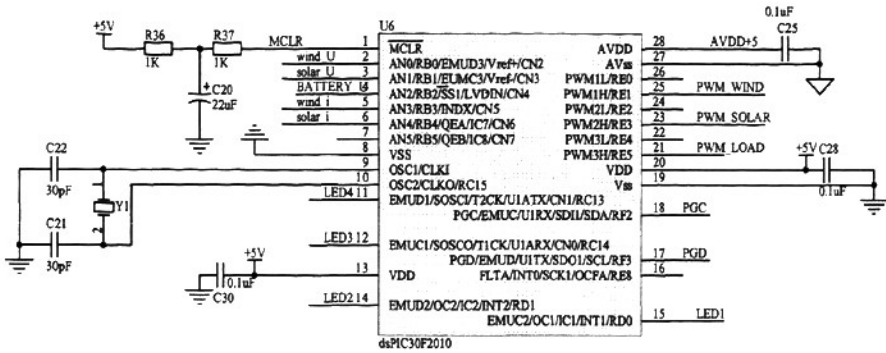 U6
+5V R36 R37 MCLR 1 MCLR AVDD 28 AVDD+5 0.1uF C25
1K 1K wind_U 2 AN0/RB0/EMUD3/Vref+/CN2 AVss 27
solar_U 3 AN1/RB1/EUMC3/Vref-/CN3 PWM1L/RE0 26
C20 BATTERY_U 4 AN2/RB2/SS1/LVDIN/CN4 PWM1H/RE1 25 PWM_WIND
22uF wind_i 5 AN3/RB3/INDX/CN5 PWM2L/RE2 24
solar_i 6 AN4/RB4/QEA/IC7/CN6 PWM2H/RE3 23 PWM_SOLAR
7 AN5/RB5/QEB/IC8/CN7 PWM3L/RE4 22
C22 8 VSS PWM3H/RE5 21 PWM_LOAD +5V C28
30pF 9 OSC1/CLKI VDD 20
10 OSC2/CLKO/RC15 Vss 19 0.1uF
1 Y1 2 LED4 11 EMUD1/SOSCI/T2CK/U1ATX/CN1/RC13
PGC/EMUC/U1RX/SDI1/SDA/RF2 18 PGC
C21
30pF LED3 12 EMUC1/SOSCO/T1CK/U1ARX/CN0/RC14
+5V PGD/EMUD/U1TX/SDO1/SCL/RF3 17 PGD
13 VDD FLTA/INT0/SCK1/OCFA/RE8 16
0.1uF
C30 LED2 14 EMUD2/OC2/IC2/INT2/RD1
EMUC2/OC1/IC1/INT1/RD0 15 LED1
dsPIC30F2010